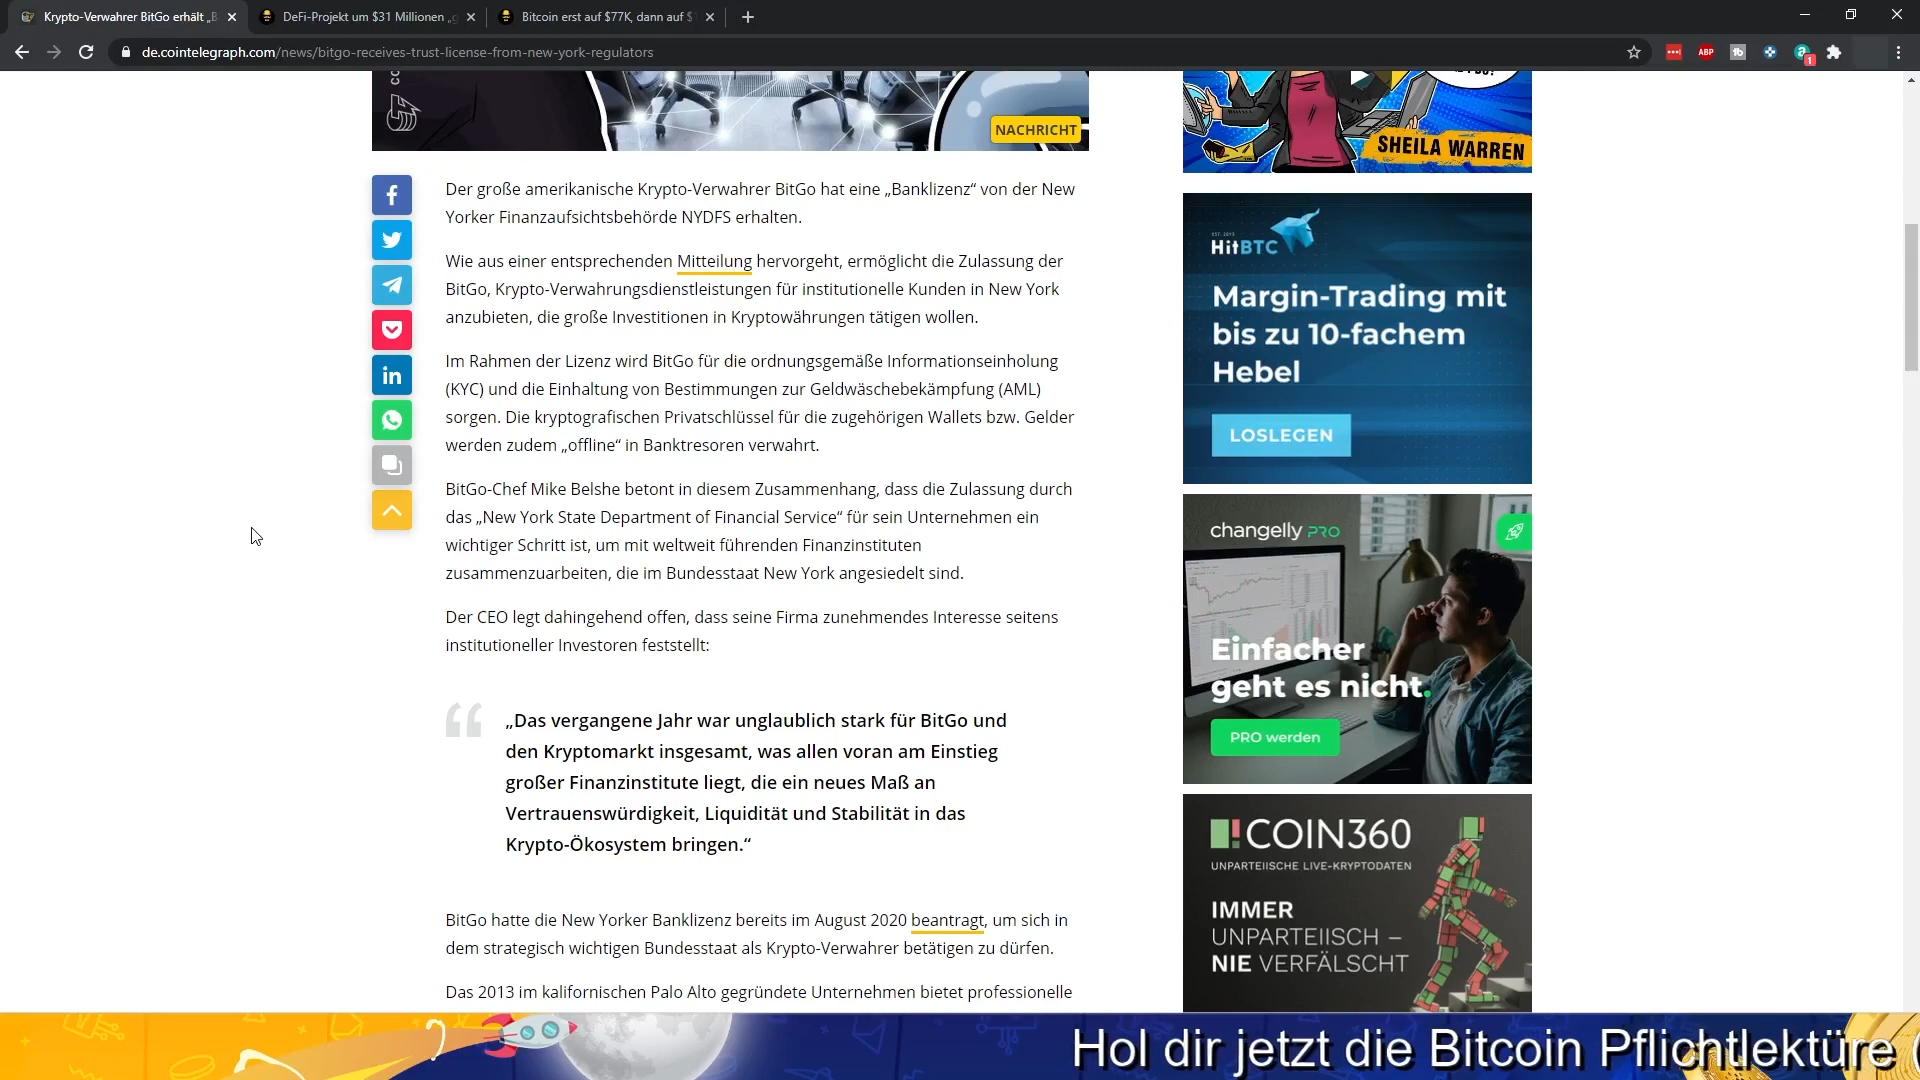 Krypto-Verwahrer BitGo erhält „B
DeFi-Projekt um $31 Millionen „g
Bitcoin erst auf $77K, dann auf $1
de.cointelegraph.com/news/bitgo-receives-trust-license-from-new-york-regulators
ABP
1
NACHRICHT
SHEILA WARREN
Der große amerikanische Krypto-Verwahrer BitGo hat eine „Banklizenz“ von der New
Yorker Finanzaufsichtsbehörde NYDFS erhalten.
Wie aus einer entsprechenden Mitteilung hervorgeht, ermöglicht die Zulassung der
BitGo, Krypto-Verwahrungsdienstleistungen für institutionelle Kunden in New York
anzubieten, die große Investitionen in Kryptowährungen tätigen wollen.
Im Rahmen der Lizenz wird BitGo für die ordnungsgemäße Informationseinholung
(KYC) und die Einhaltung von Bestimmungen zur Geldwäschebekämpfung (AML)
sorgen. Die kryptografischen Privatschlüssel für die zugehörigen Wallets bzw. Gelder
werden zudem „offline“ in Banktresoren verwahrt.
BitGo-Chef Mike Belshe betont in diesem Zusammenhang, dass die Zulassung durch
das „New York State Department of Financial Service“ für sein Unternehmen ein
wichtiger Schritt ist, um mit weltweit führenden Finanzinstituten
zusammenzuarbeiten, die im Bundesstaat New York angesiedelt sind.
Der CEO legt dahingehend offen, dass seine Firma zunehmendes Interesse seitens
institutioneller Investoren feststellt:
„Das vergangene Jahr war unglaublich stark für BitGo und
den Kryptomarkt insgesamt, was allen voran am Einstieg
großer Finanzinstitute liegt, die ein neues Maß an
Vertrauenswürdigkeit, Liquidität und Stabilität in das
Krypto-Ökosystem bringen.“
BitGo hatte die New Yorker Banklizenz bereits im August 2020 beantragt, um sich in
dem strategisch wichtigen Bundesstaat als Krypto-Verwahrer betätigen zu dürfen.
Das 2013 im kalifornischen Palo Alto gegründete Unternehmen bietet professionelle
EST. 2013
HitBTC
Margin-Trading mit
bis zu 10-fachem
Hebel
LOSLEGEN
changelly PRO
Einfacher
geht es nicht.
PRO werden
COIN360
UNPARTEIISCHE LIVE-KRYPTODATEN
IMMER
UNPARTEIISCH –
NIE VERFÄLSCHT
Hol dir jetzt die Bitcoin Pflichtlektüre (